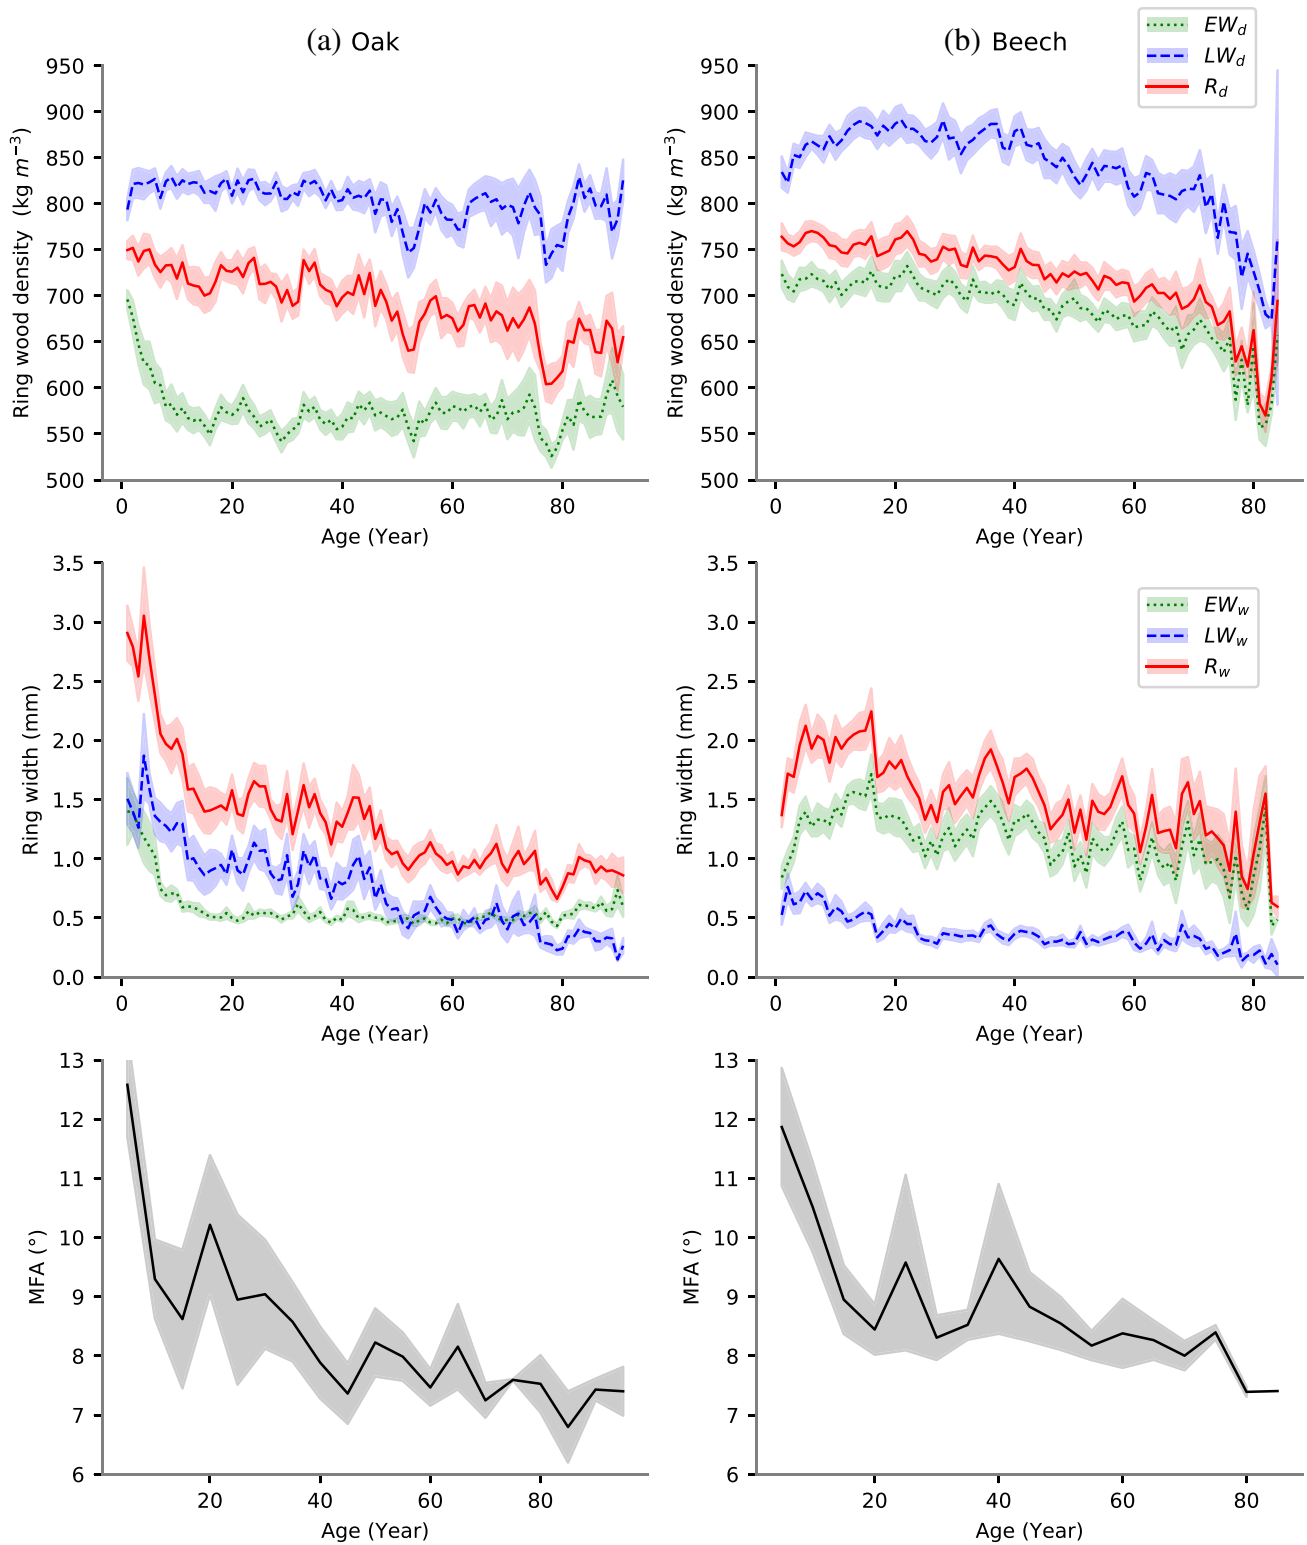 (a) Oak
(b) Beech
EW_d
LW_d
R_d
950
900
850
800
750
700
650
600
550
500
Ring wood density (kg m⁻³)
0 20 40 60 80
Age (Year)
950
900
850
800
750
700
650
600
550
500
Ring wood density (kg m⁻³)
0 20 40 60 80
Age (Year)
3.5
3.0
2.5
2.0
1.5
1.0
0.5
0.0
Ring width (mm)
0 20 40 60 80
Age (Year)
EW_w
LW_w
R_w
3.5
3.0
2.5
2.0
1.5
1.0
0.5
0.0
Ring width (mm)
0 20 40 60 80
Age (Year)
13
12
11
10
9
8
7
6
MFA (°)
20 40 60 80
Age (Year)
13
12
11
10
9
8
7
6
MFA (°)
20 40 60 80
Age (Year)